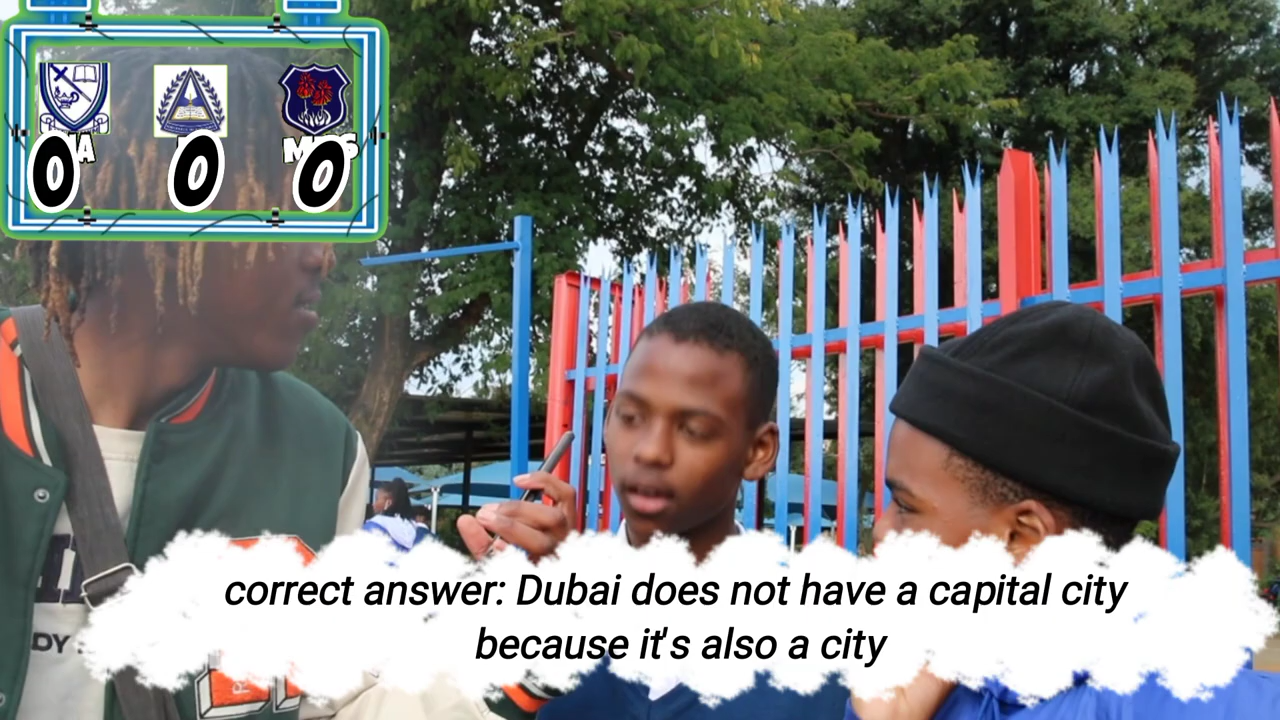 0 0 0
correct answer: Dubai does not have a capital city
because it's also a city